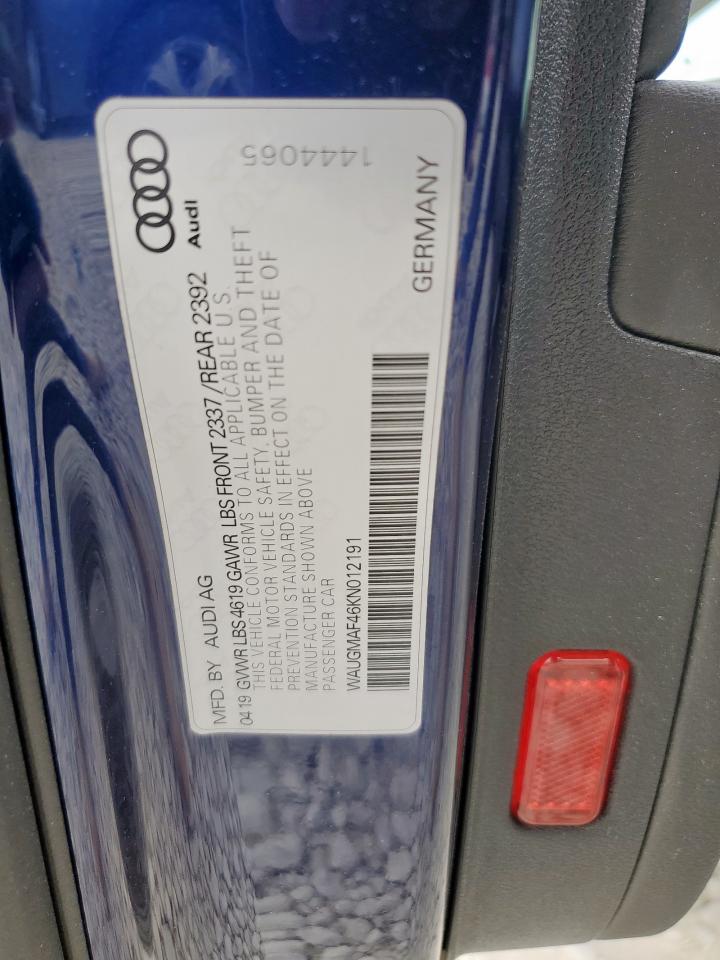 Audi
1444065
MFD. BY AUDI AG
0419 GVWR LBS 4619 GAWR LBS FRONT 2337/REAR 2392
THIS VEHICLE CONFORMS TO ALL APPLICABLE U.S.
FEDERAL MOTOR VEHICLE SAFETY, BUMPER AND THEFT
PREVENTION STANDARDS IN EFFECT ON THE DATE OF
MANUFACTURE SHOWN ABOVE
PASSENGER CAR
WAUGMAF46KN012191
GERMANY